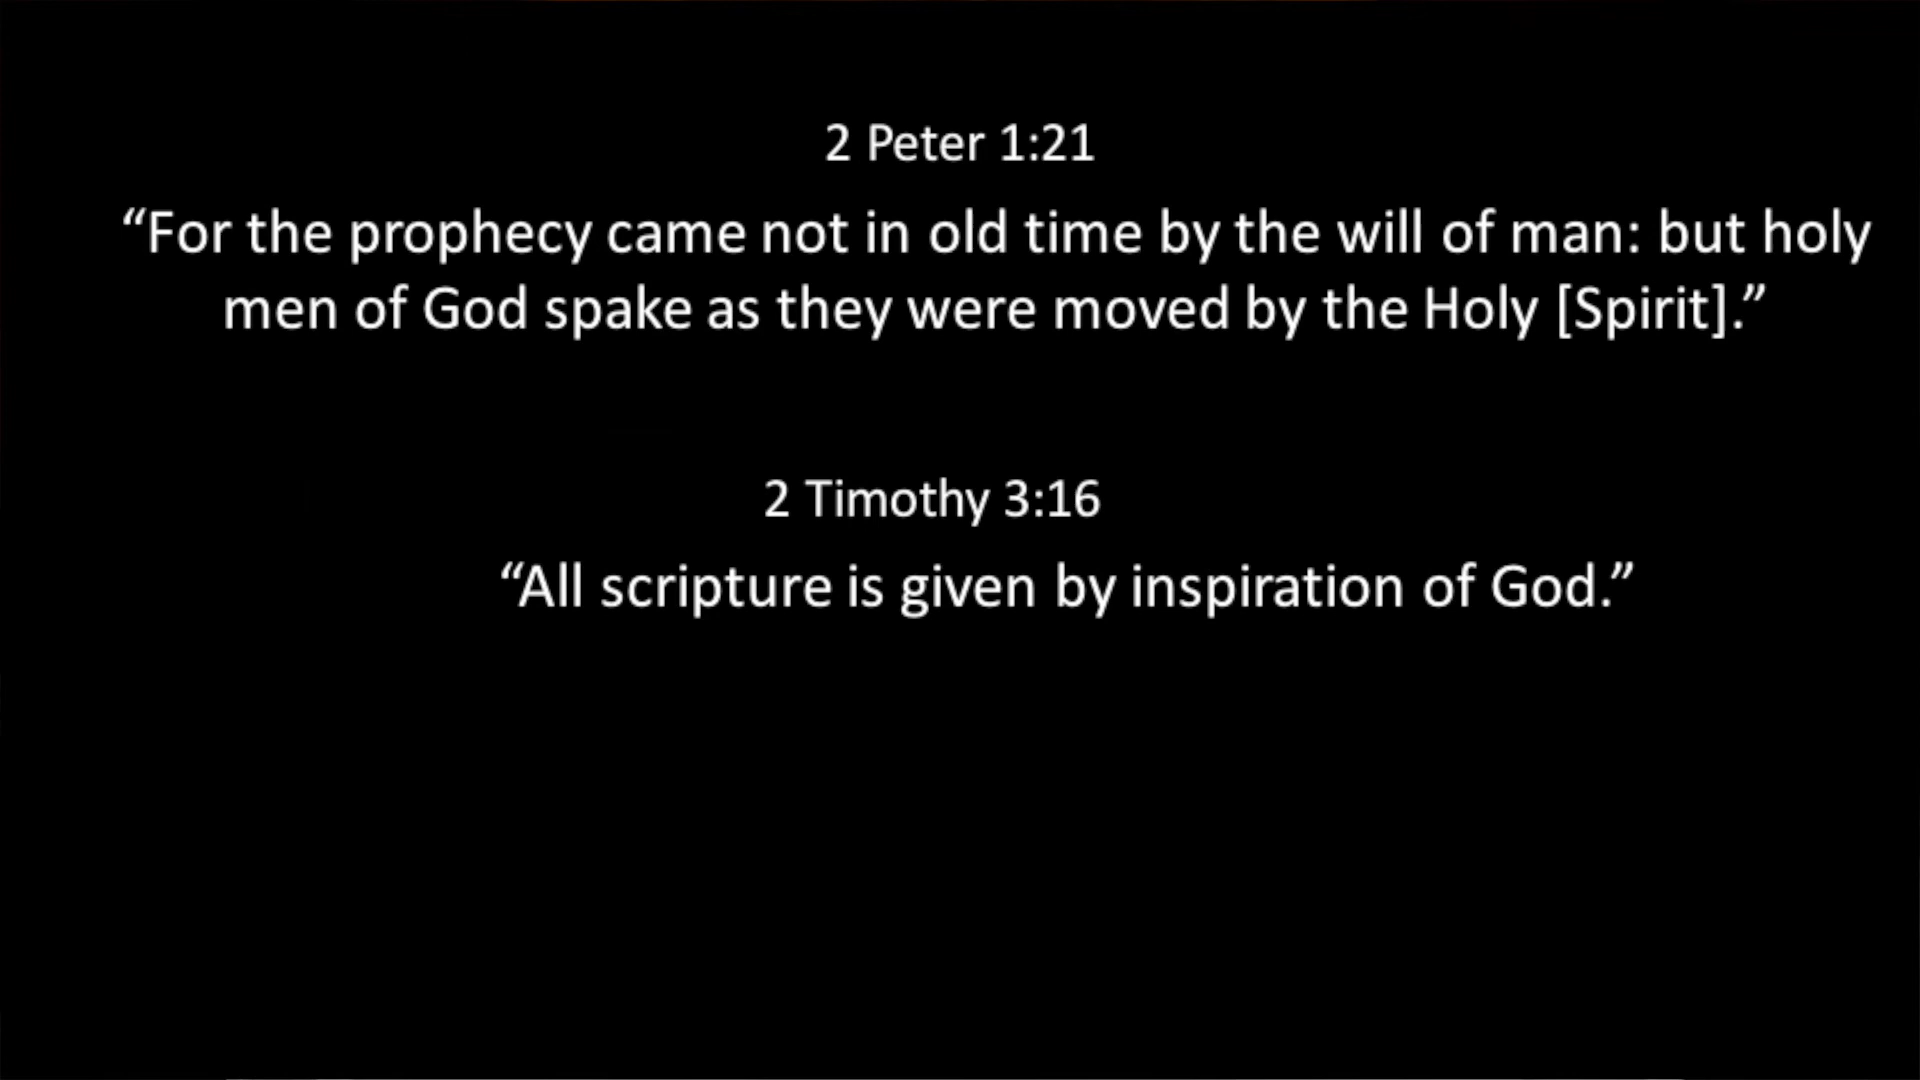 2 Peter 1:21
“For the prophecy came not in old time by the will of man: but holy
men of God spake as they were moved by the Holy [Spirit].”
2 Timothy 3:16
“All scripture is given by inspiration of God.”